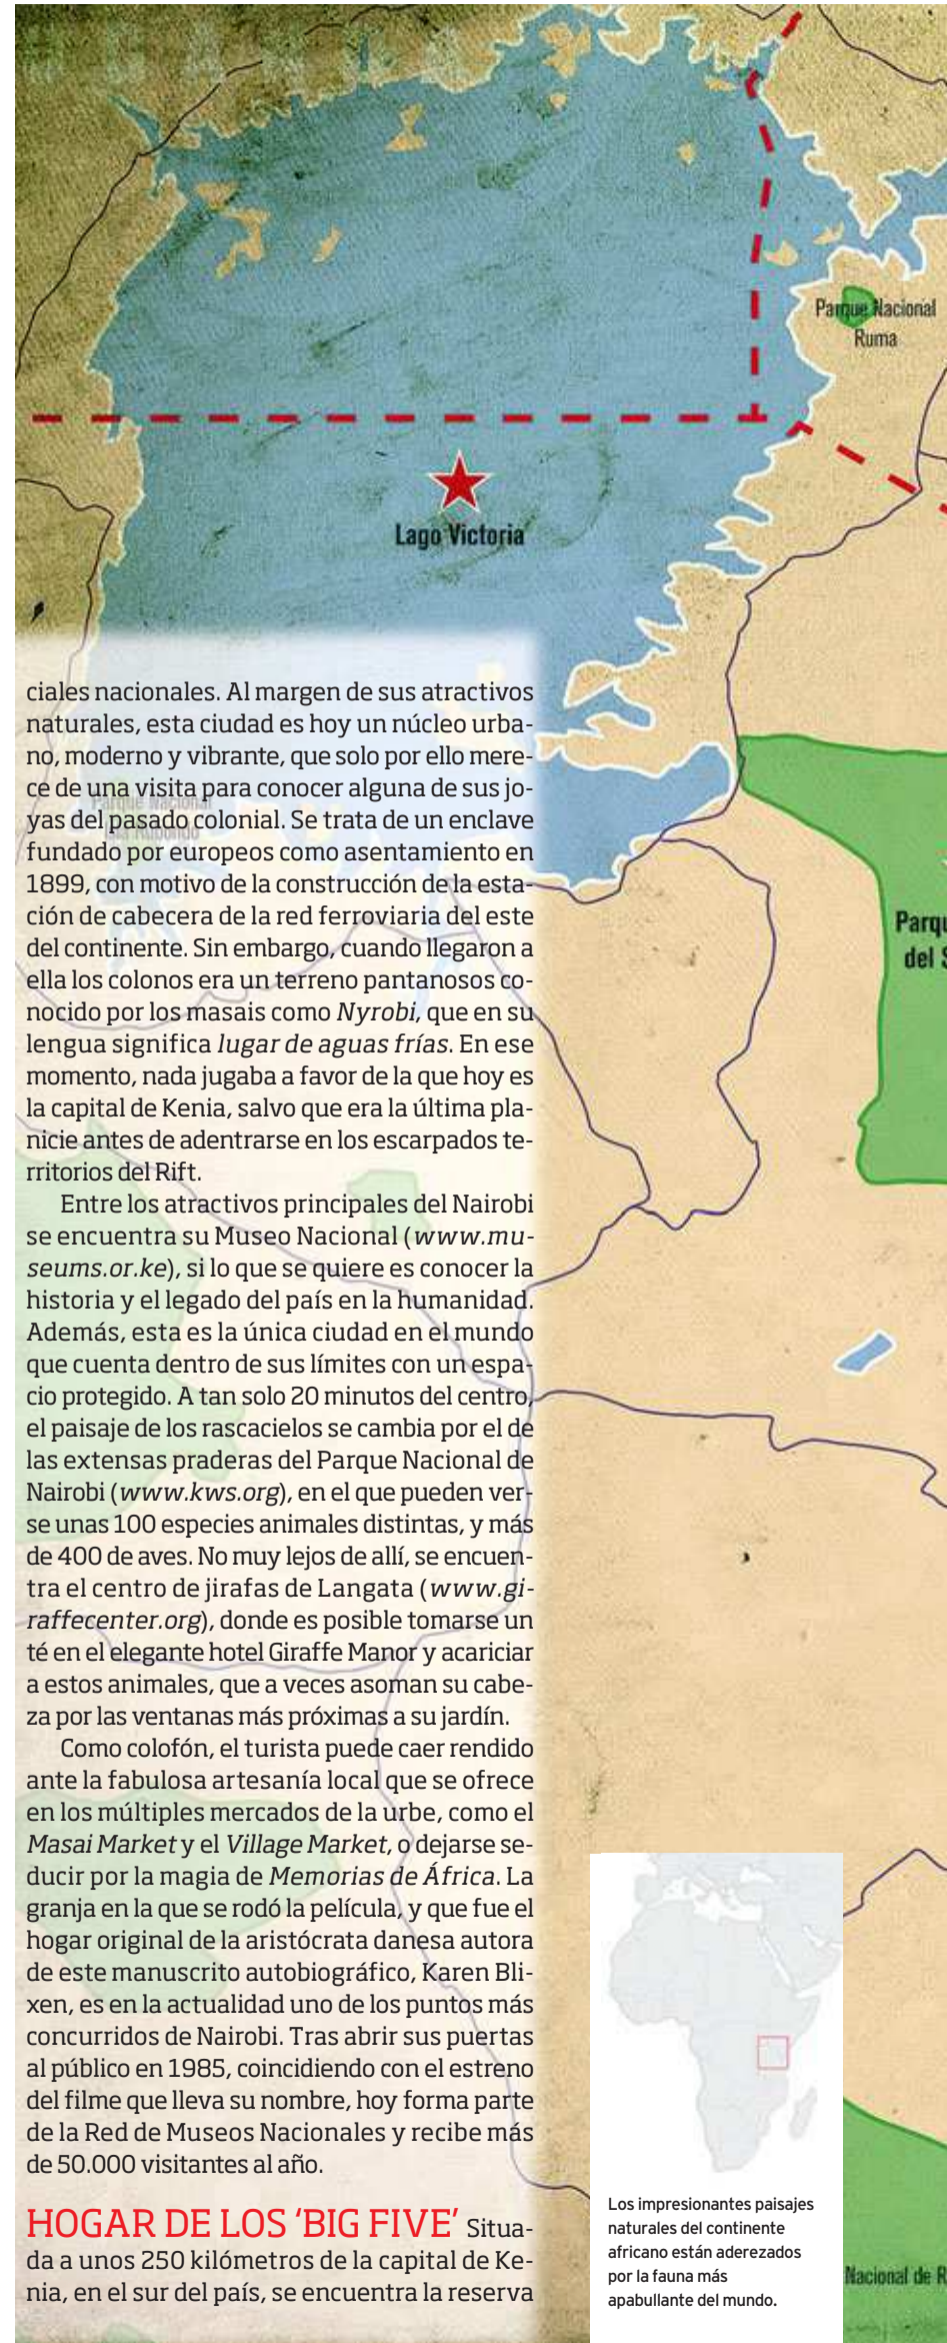 UGANDA
Parque Nacional
Ruma
Lago Victoria
ciales nacionales. Al margen de sus atractivos
naturales, esta ciudad es hoy un núcleo urba-
no, moderno y vibrante, que solo por ello mere-
ce de una visita para conocer alguna de sus jo-
yas del pasado colonial. Se trata de un enclave
fundado por europeos como asentamiento en
1899, con motivo de la construcción de la esta-
ción de cabecera de la red ferroviaria del este
del continente. Sin embargo, cuando llegaron a
ella los colonos era un terreno pantanosos co-
nocido por los masais como Nyrobi, que en su
lengua significa lugar de aguas frías. En ese
momento, nada jugaba a favor de la que hoy es
la capital de Kenia, salvo que era la última pla-
nicie antes de adentrarse en los escarpados te-
rritorios del Rift.
Entre los atractivos principales del Nairobi
se encuentra su Museo Nacional (www.mu-
seums.or.ke), si lo que se quiere es conocer la
historia y el legado del país en la humanidad.
Además, esta es la única ciudad en el mundo
que cuenta dentro de sus límites con un espa-
cio protegido. A tan solo 20 minutos del centro,
el paisaje de los rascacielos se cambia por el de
las extensas praderas del Parque Nacional de
Nairobi (www.kws.org), en el que pueden ver-
se unas 100 especies animales distintas, y más
de 400 de aves. No muy lejos de allí, se encuen-
tra el centro de jirafas de Langata (www.gi-
raffecenter.org), donde es posible tomarse un
té en el elegante hotel Giraffe Manor y acariciar
a estos animales, que a veces asoman su cabe-
za por las ventanas más próximas a su jardín.
Como colofón, el turista puede caer rendido
ante la fabulosa artesanía local que se ofrece
en los múltiples mercados de la urbe, como el
Masai Market y el Village Market, o dejarse se-
ducir por la magia de Memorias de África. La
granja en la que se rodó la película, y que fue el
hogar original de la aristócrata danesa autora
de este manuscrito autobiográfico, Karen Bli-
xen, es en la actualidad uno de los puntos más
concurridos de Nairobi. Tras abrir sus puertas
al público en 1985, coincidiendo con el estreno
del filme que lleva su nombre, hoy forma parte
de la Red de Museos Nacionales y recibe más
de 50.000 visitantes al año.
HOGAR DE LOS ‘BIG FIVE’ Situa-
da a unos 250 kilómetros de la capital de Ke-
nia, en el sur del país, se encuentra la reserva
Parque Nacional
Parqu
del S
Los impresionantes paisajes
naturales del continente
africano están aderezados
por la fauna más
apabullante del mundo.
Nacional de R